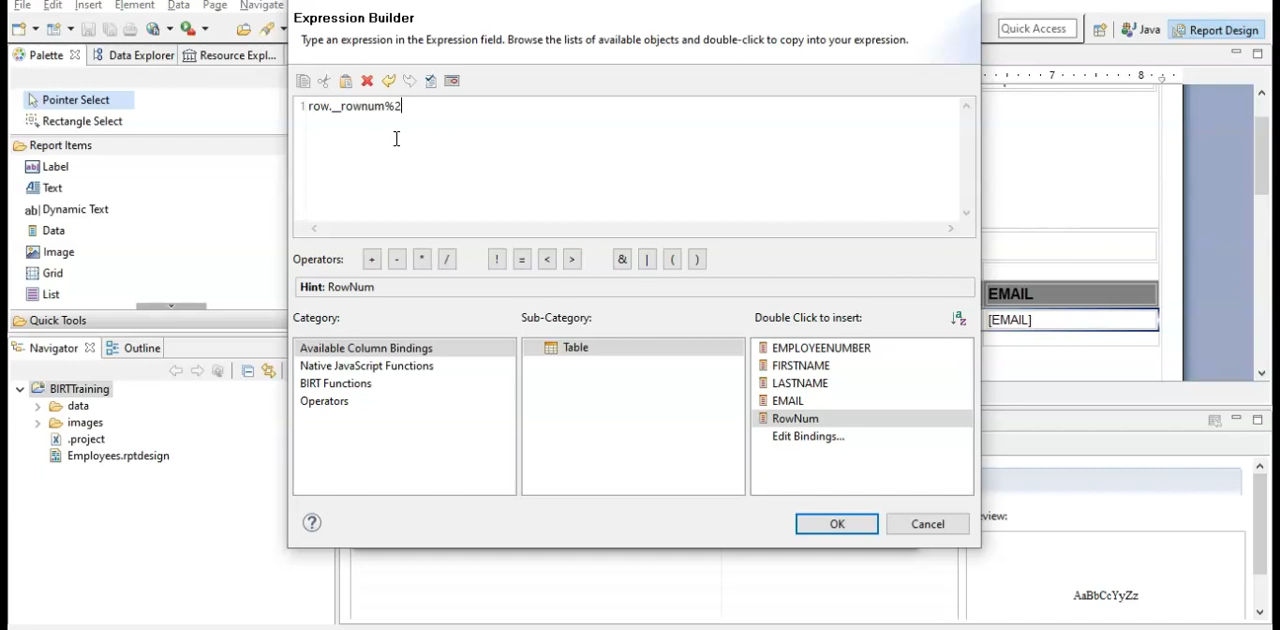 File Edit Insert Element Data Page Navigate
Expression Builder
Type an expression in the Expression field. Browse the lists of available objects and double-click to copy into your expression.
Quick Access
Java
Report Design
Palette
Data Explorer
Resource Expl...
Pointer Select
Rectangle Select
Report Items
Label
Text
Dynamic Text
Data
Image
Grid
List
Quick Tools
1 row.__rownum%2
7 8
Operators: + - * / ! = < > & | ( )
Hint: RowNum
EMAIL
[EMAIL]
Category:
Sub-Category:
Double Click to insert:
Available Column Bindings
Native JavaScript Functions
BIRT Functions
Operators
Table
EMPLOYEENUMBER
FIRSTNAME
LASTNAME
EMAIL
RowNum
Edit Bindings...
Navigator
Outline
BIRTTraining
data
images
.project
Employees.rptdesign
OK
Cancel
eview:
AaBbCcYyZz